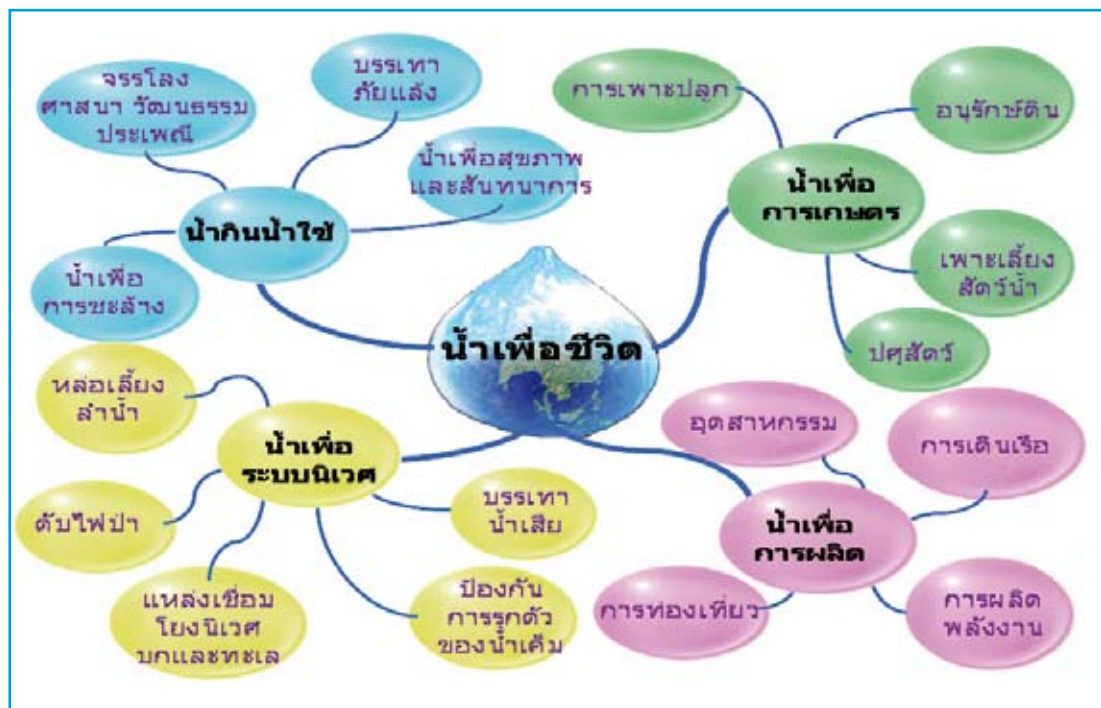 น้ำเพื่อชีวิต
น้ำกินน้ำใช้
จรรโลง
ศาสนา วัฒนธรรม
ประเพณี
บรรเทา
ภัยแล้ง
น้ำเพื่อสุขภาพ
และสันทนาการ
น้ำเพื่อ
การชะล้าง
น้ำเพื่อ
การเกษตร
การเพาะปลูก
อนุรักษ์ดิน
เพาะเลี้ยง
สัตว์น้ำ
ปศุสัตว์
น้ำเพื่อ
ระบบนิเวศ
หล่อเลี้ยง
ลำน้ำ
ดับไฟป่า
แหล่งเชื่อม
โยงนิเวศ
บกและทะเล
ป้องกัน
การรุกตัว
ของน้ำเค็ม
บรรเทา
น้ำเสีย
น้ำเพื่อ
การผลิต
อุตสาหกรรม
การเดินเรือ
การผลิต
พลังงาน
การท่องเที่ยว